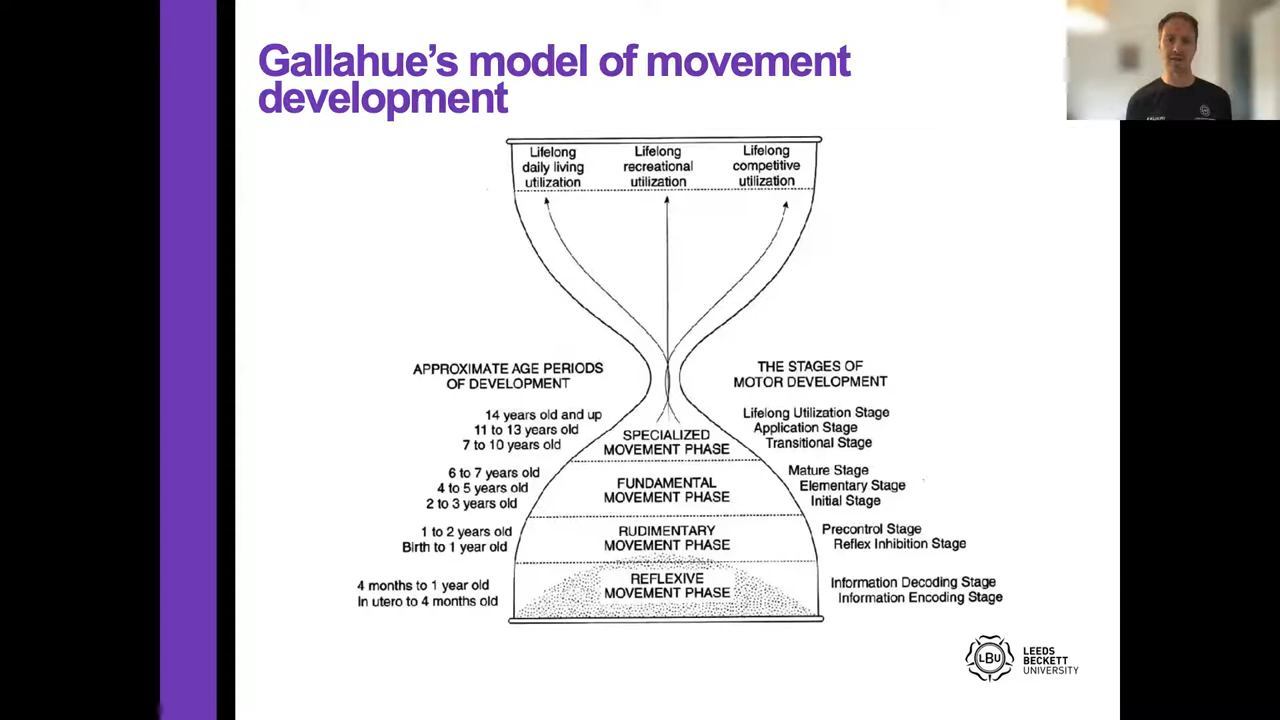 Gallahue's model of movement
development
Lifelong
daily living
utilization
Lifelong
recreational
utilization
Lifelong
competitive
utilization
APPROXIMATE AGE PERIODS
OF DEVELOPMENT
THE STAGES OF
MOTOR DEVELOPMENT
14 years old and up
11 to 13 years old
7 to 10 years old
SPECIALIZED
MOVEMENT PHASE
Lifelong Utilization Stage
Application Stage
Transitional Stage
6 to 7 years old
4 to 5 years old
2 to 3 years old
FUNDAMENTAL
MOVEMENT PHASE
Mature Stage
Elementary Stage
Initial Stage
1 to 2 years old
Birth to 1 year old
RUDIMENTARY
MOVEMENT PHASE
Precontrol Stage
Reflex Inhibition Stage
4 months to 1 year old
In utero to 4 months old
REFLEXIVE
MOVEMENT PHASE
Information Decoding Stage
Information Encoding Stage
LBU
LEEDS
BECKETT
UNIVERSITY